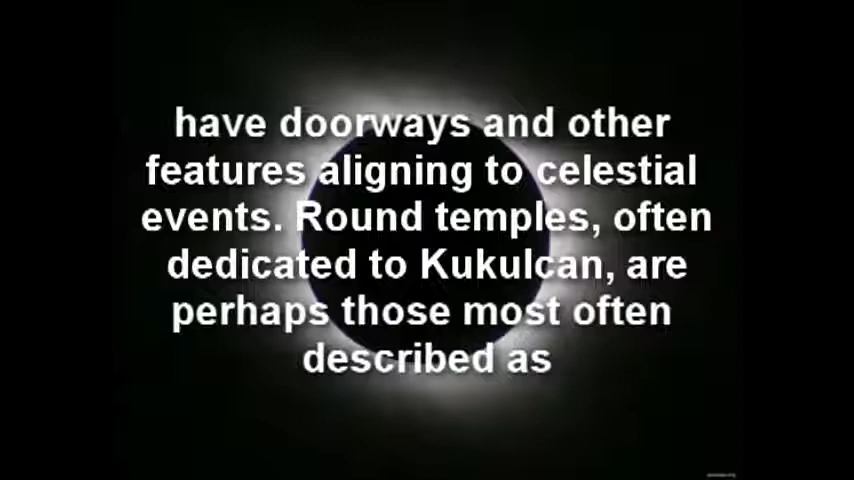 have doorways and other
features aligning to celestial
events. Round temples, often
dedicated to Kukulcan, are
perhaps those most often
described as